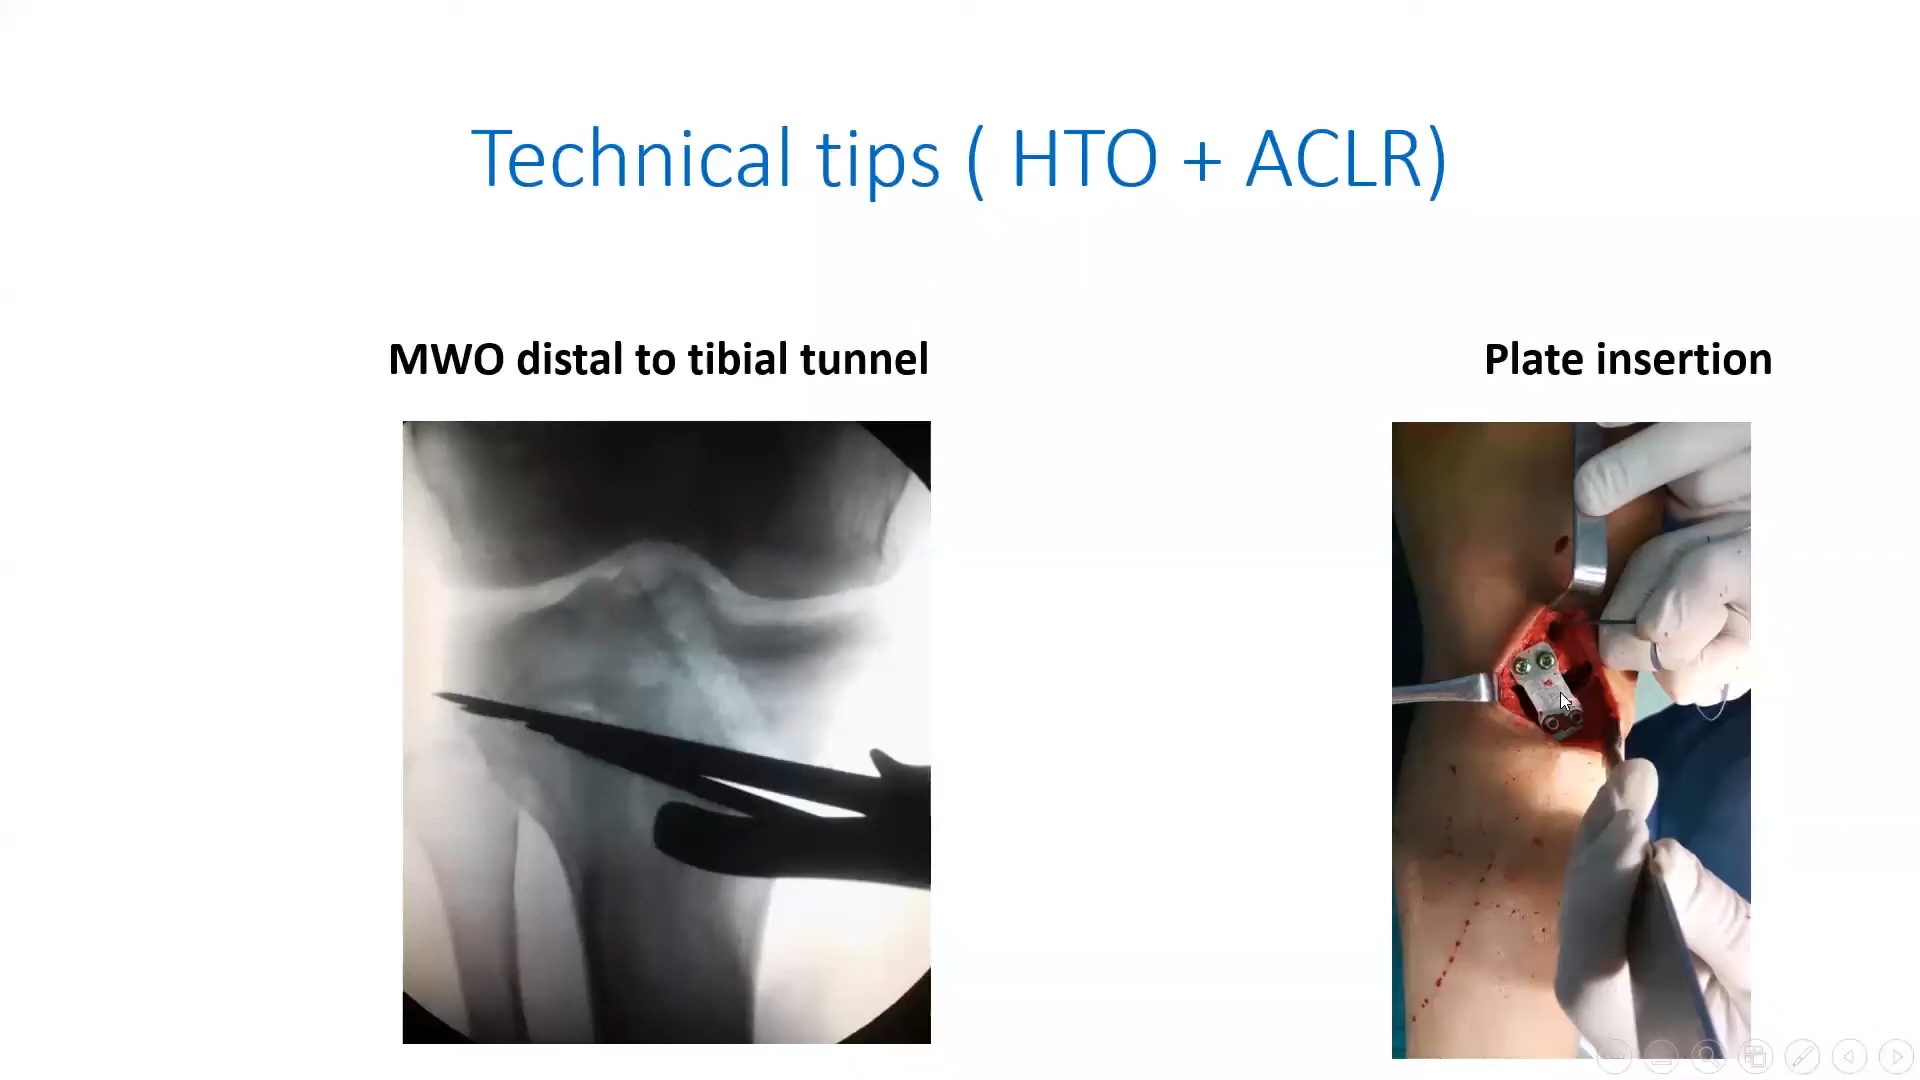 Technical tips ( HTO + ACLR)
MWO distal to tibial tunnel
Plate insertion